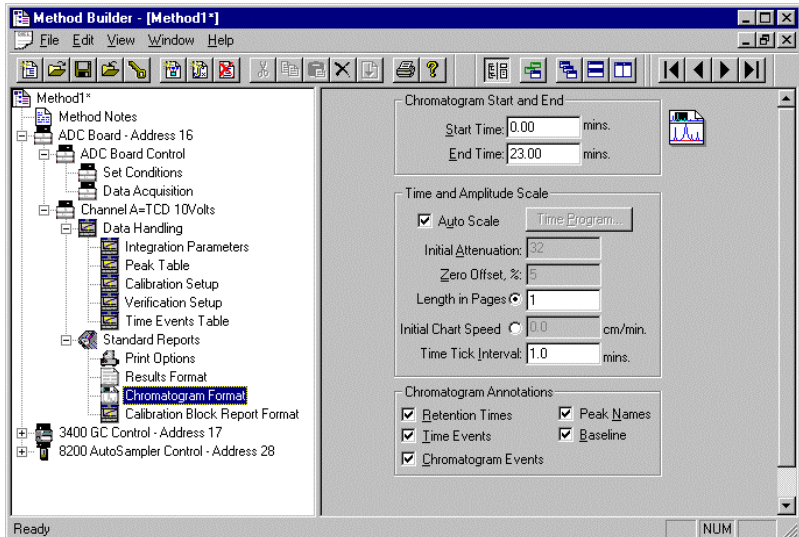 Method Builder - [Method1*]
File Edit View Window Help
Method1*
Method Notes
ADC Board - Address 16
ADC Board Control
Set Conditions
Data Acquisition
Channel A=TCD 10Volts
Data Handling
Integration Parameters
Peak Table
Calibration Setup
Verification Setup
Time Events Table
Standard Reports
Print Options
Results Format
Chromatogram Format
Calibration Block Report Format
3400 GC Control - Address 17
8200 AutoSampler Control - Address 28
Chromatogram Start and End
Start Time: 0.00 mins.
End Time: 23.00 mins.
Time and Amplitude Scale
Auto Scale Time Program...
Initial Attenuation: 32
Zero Offset, %: 5
Length in Pages 1
Initial Chart Speed 0.0 cm/min.
Time Tick Interval: 1.0 mins.
Chromatogram Annotations
Retention Times Peak Names
Time Events Baseline
Chromatogram Events
Ready NUM